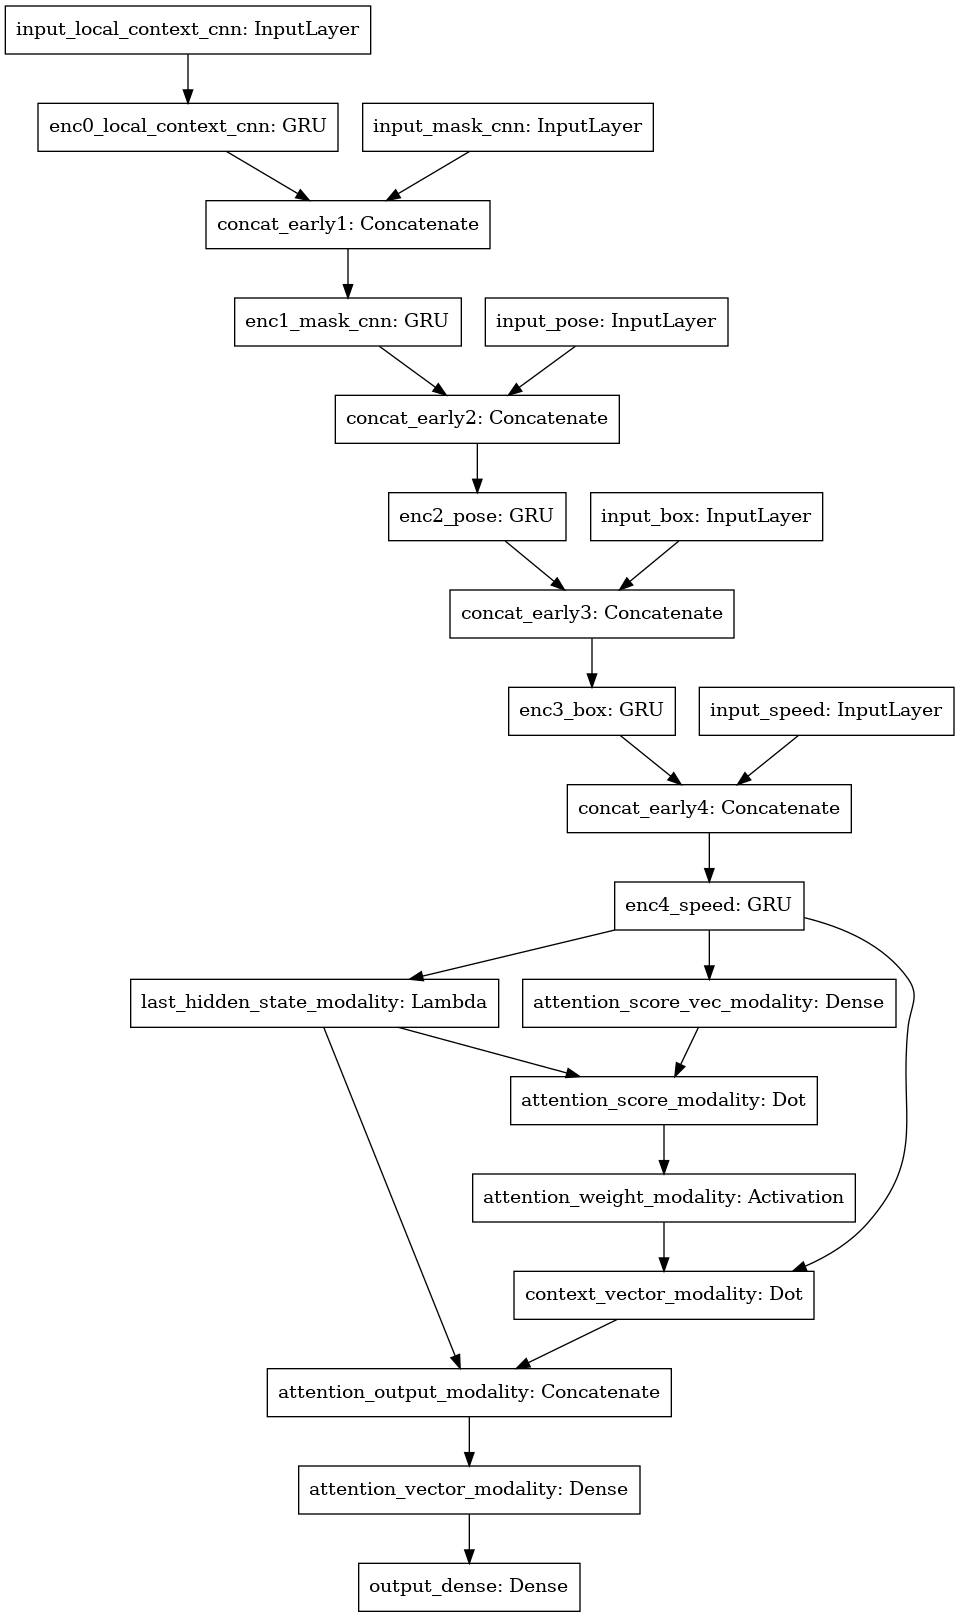 input_local_context_cnn: InputLayer
enc0_local_context_cnn: GRU
input_mask_cnn: InputLayer
concat_early1: Concatenate
enc1_mask_cnn: GRU
input_pose: InputLayer
concat_early2: Concatenate
enc2_pose: GRU
input_box: InputLayer
concat_early3: Concatenate
enc3_box: GRU
input_speed: InputLayer
concat_early4: Concatenate
enc4_speed: GRU
last_hidden_state_modality: Lambda
attention_score_vec_modality: Dense
attention_score_modality: Dot
attention_weight_modality: Activation
context_vector_modality: Dot
attention_output_modality: Concatenate
attention_vector_modality: Dense
output_dense: Dense